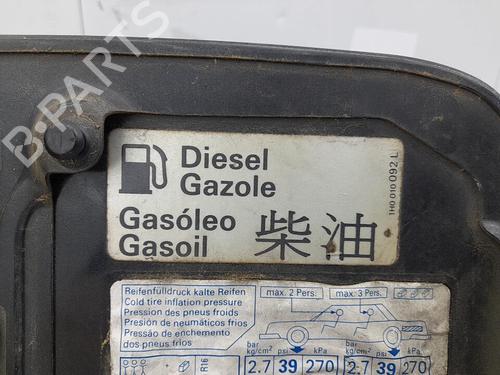 B-PARTS
Diesel
Gazole
Gasóleo
Gasoil 柴油
1H0 010 092 L
Reifenfülldruck kalte Reifen
Cold tire inflation pressure
Pression des pneus froids
Presión de neumáticos fríos
Pressão de enchimento
dos pneus frios
max. 2 Pers. max. 3 Pers.
bar
kg/cm² psi kPa bar
kg/cm² psi kPa
R16 2.7 39 270 2.7 39 270